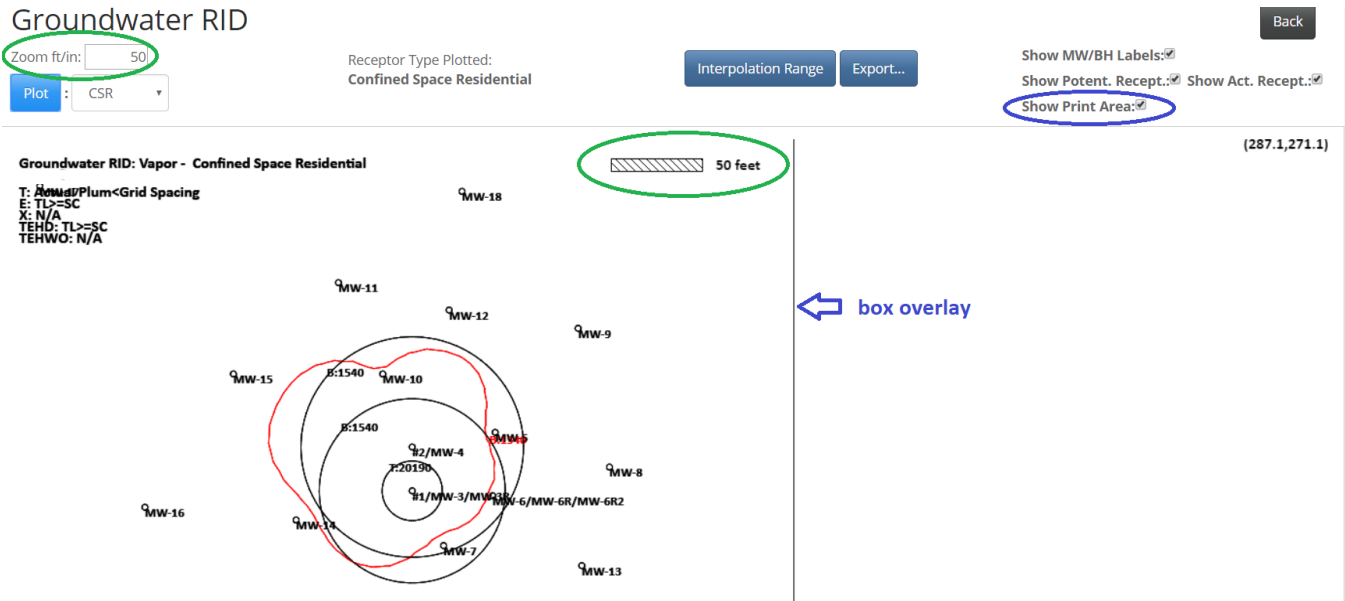 Groundwater RID
Back
Zoom ft/in: 50
Receptor Type Plotted:
Confined Space Residential
Interpolation Range
Export...
Show MW/BH Labels:
Show Potent. Recept.: Show Act. Recept.:
Show Print Area:
Plot : CSR
(287.1,271.1)
Groundwater RID: Vapor - Confined Space Residential
50 feet
T: Actual/Plum<Grid Spacing
E: TL>=SC
X: N/A
TEHD: TL>=SC
TEHWO: N/A
MW-18
MW-11
box overlay
MW-12
MW-9
B:1540
MW-10
MW-15
B:1540
MW-5
#2/MW-4
T:20190
MW-8
#1/MW-3/MW-3R
MW-6/MW-6R/MW-6R2
MW-16
MW-14
MW-7
MW-13